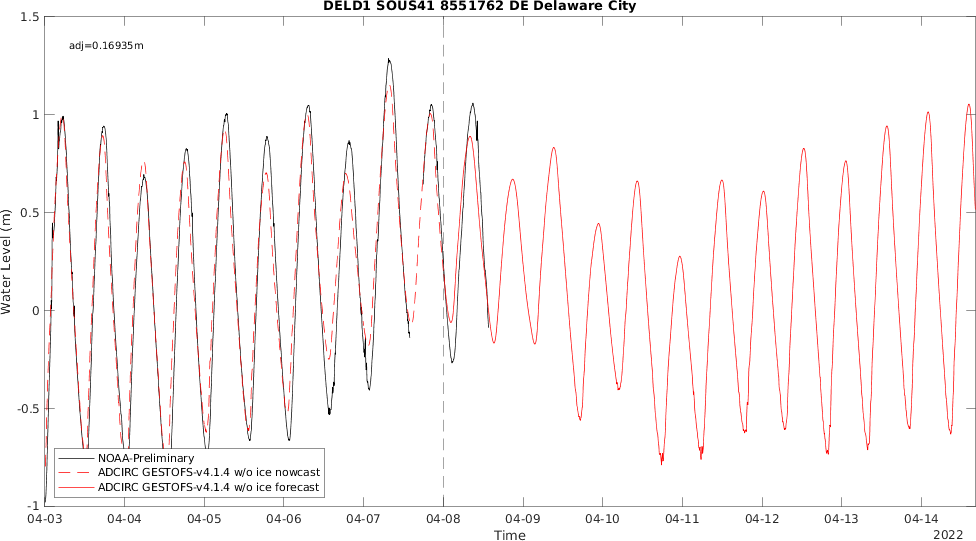 DELD1 SOUS41 8551762 DE Delaware City
1.5
adj=0.16935m
1
0.5
Water Level (m)
0
-0.5
NOAA-Preliminary
ADCIRC GESTOFS-v4.1.4 w/o ice nowcast
ADCIRC GESTOFS-v4.1.4 w/o ice forecast
-1
04-03 04-04 04-05 04-06 04-07 04-08 04-09 04-10 04-11 04-12 04-13 04-14
Time
2022